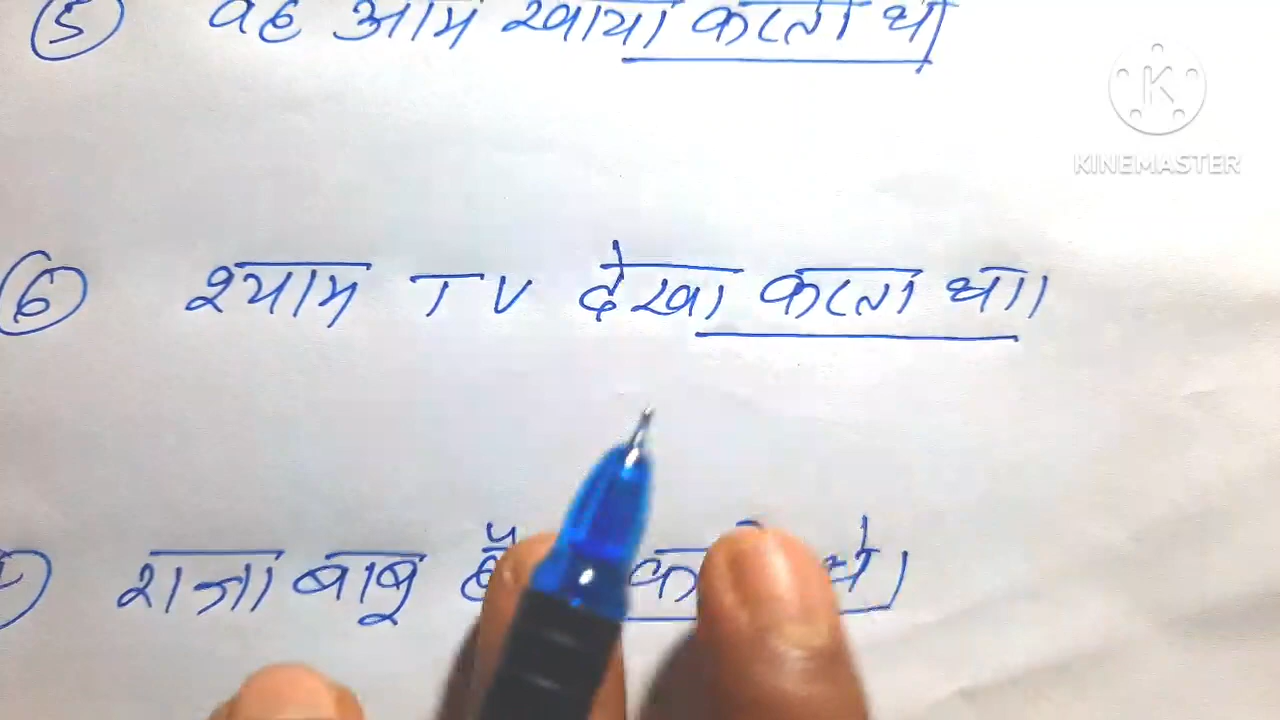 ⑤ वह आम खाया करता था
K
KINEMASTER
⑥ श्याम TV देखा करता था।
राजा बाबू थे।